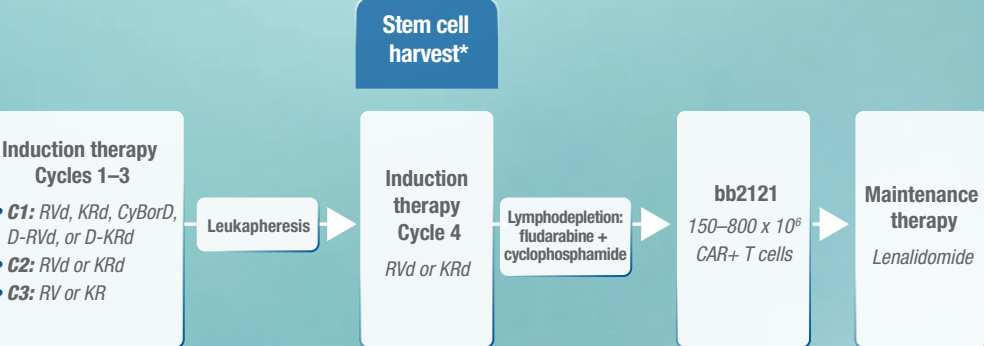 Stem cell
harvest*
Induction therapy
Cycles 1–3
• C1: RVd, KRd, CyBorD,
D-RVd, or D-KRd
• C2: RVd or KRd
• C3: RV or KR
Leukapheresis
Induction
therapy
Cycle 4
RVd or KRd
Lymphodepletion:
fludarabine +
cyclophosphamide
bb2121
150–800 x 10⁶
CAR+ T cells
Maintenance
therapy
Lenalidomide